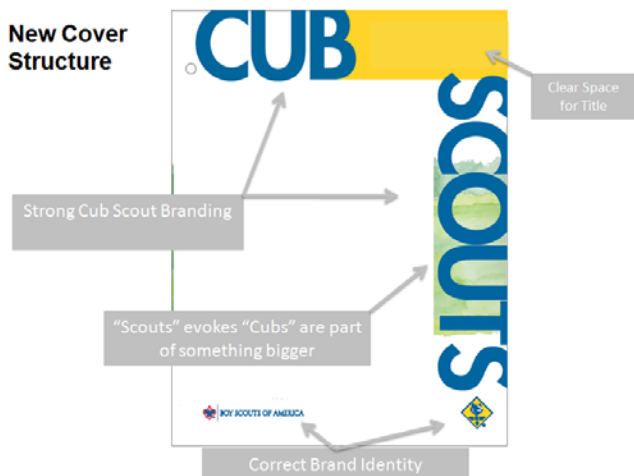 New Cover
Structure
CUB
SCOUTS
Clear Space
for Title
Strong Cub Scout Branding
"Scouts" evokes "Cubs" are part
of something bigger
BOY SCOUTS OF AMERICA
Correct Brand Identity